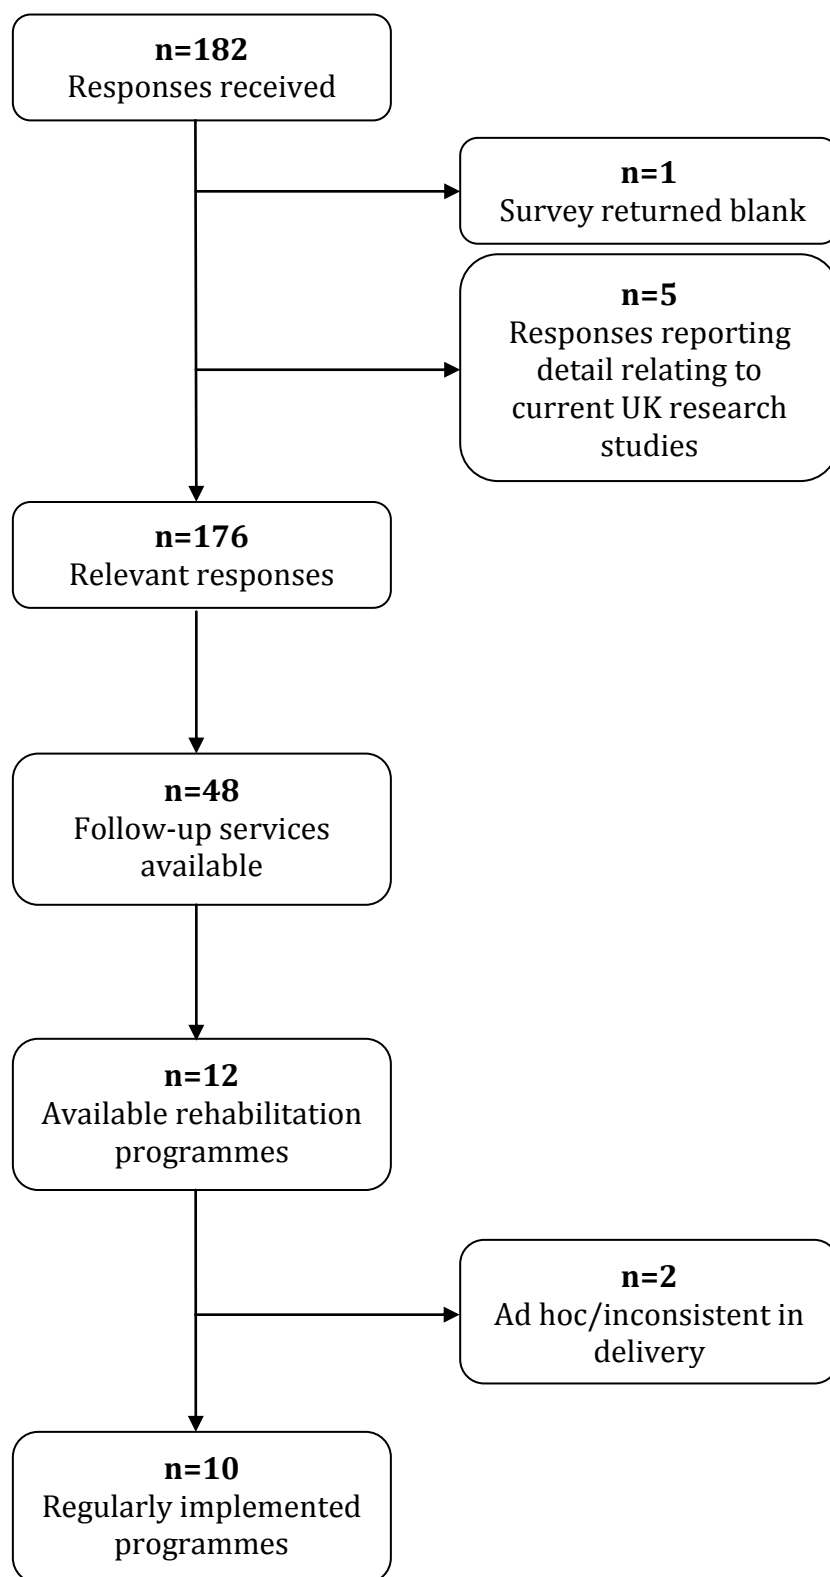 n=182
Responses received
n=1
Survey returned blank
n=5
Responses reporting
detail relating to
current UK research
studies
n=176
Relevant responses
n=48
Follow-up services
available
n=12
Available rehabilitation
programmes
n=2
Ad hoc/inconsistent in
delivery
n=10
Regularly implemented
programmes